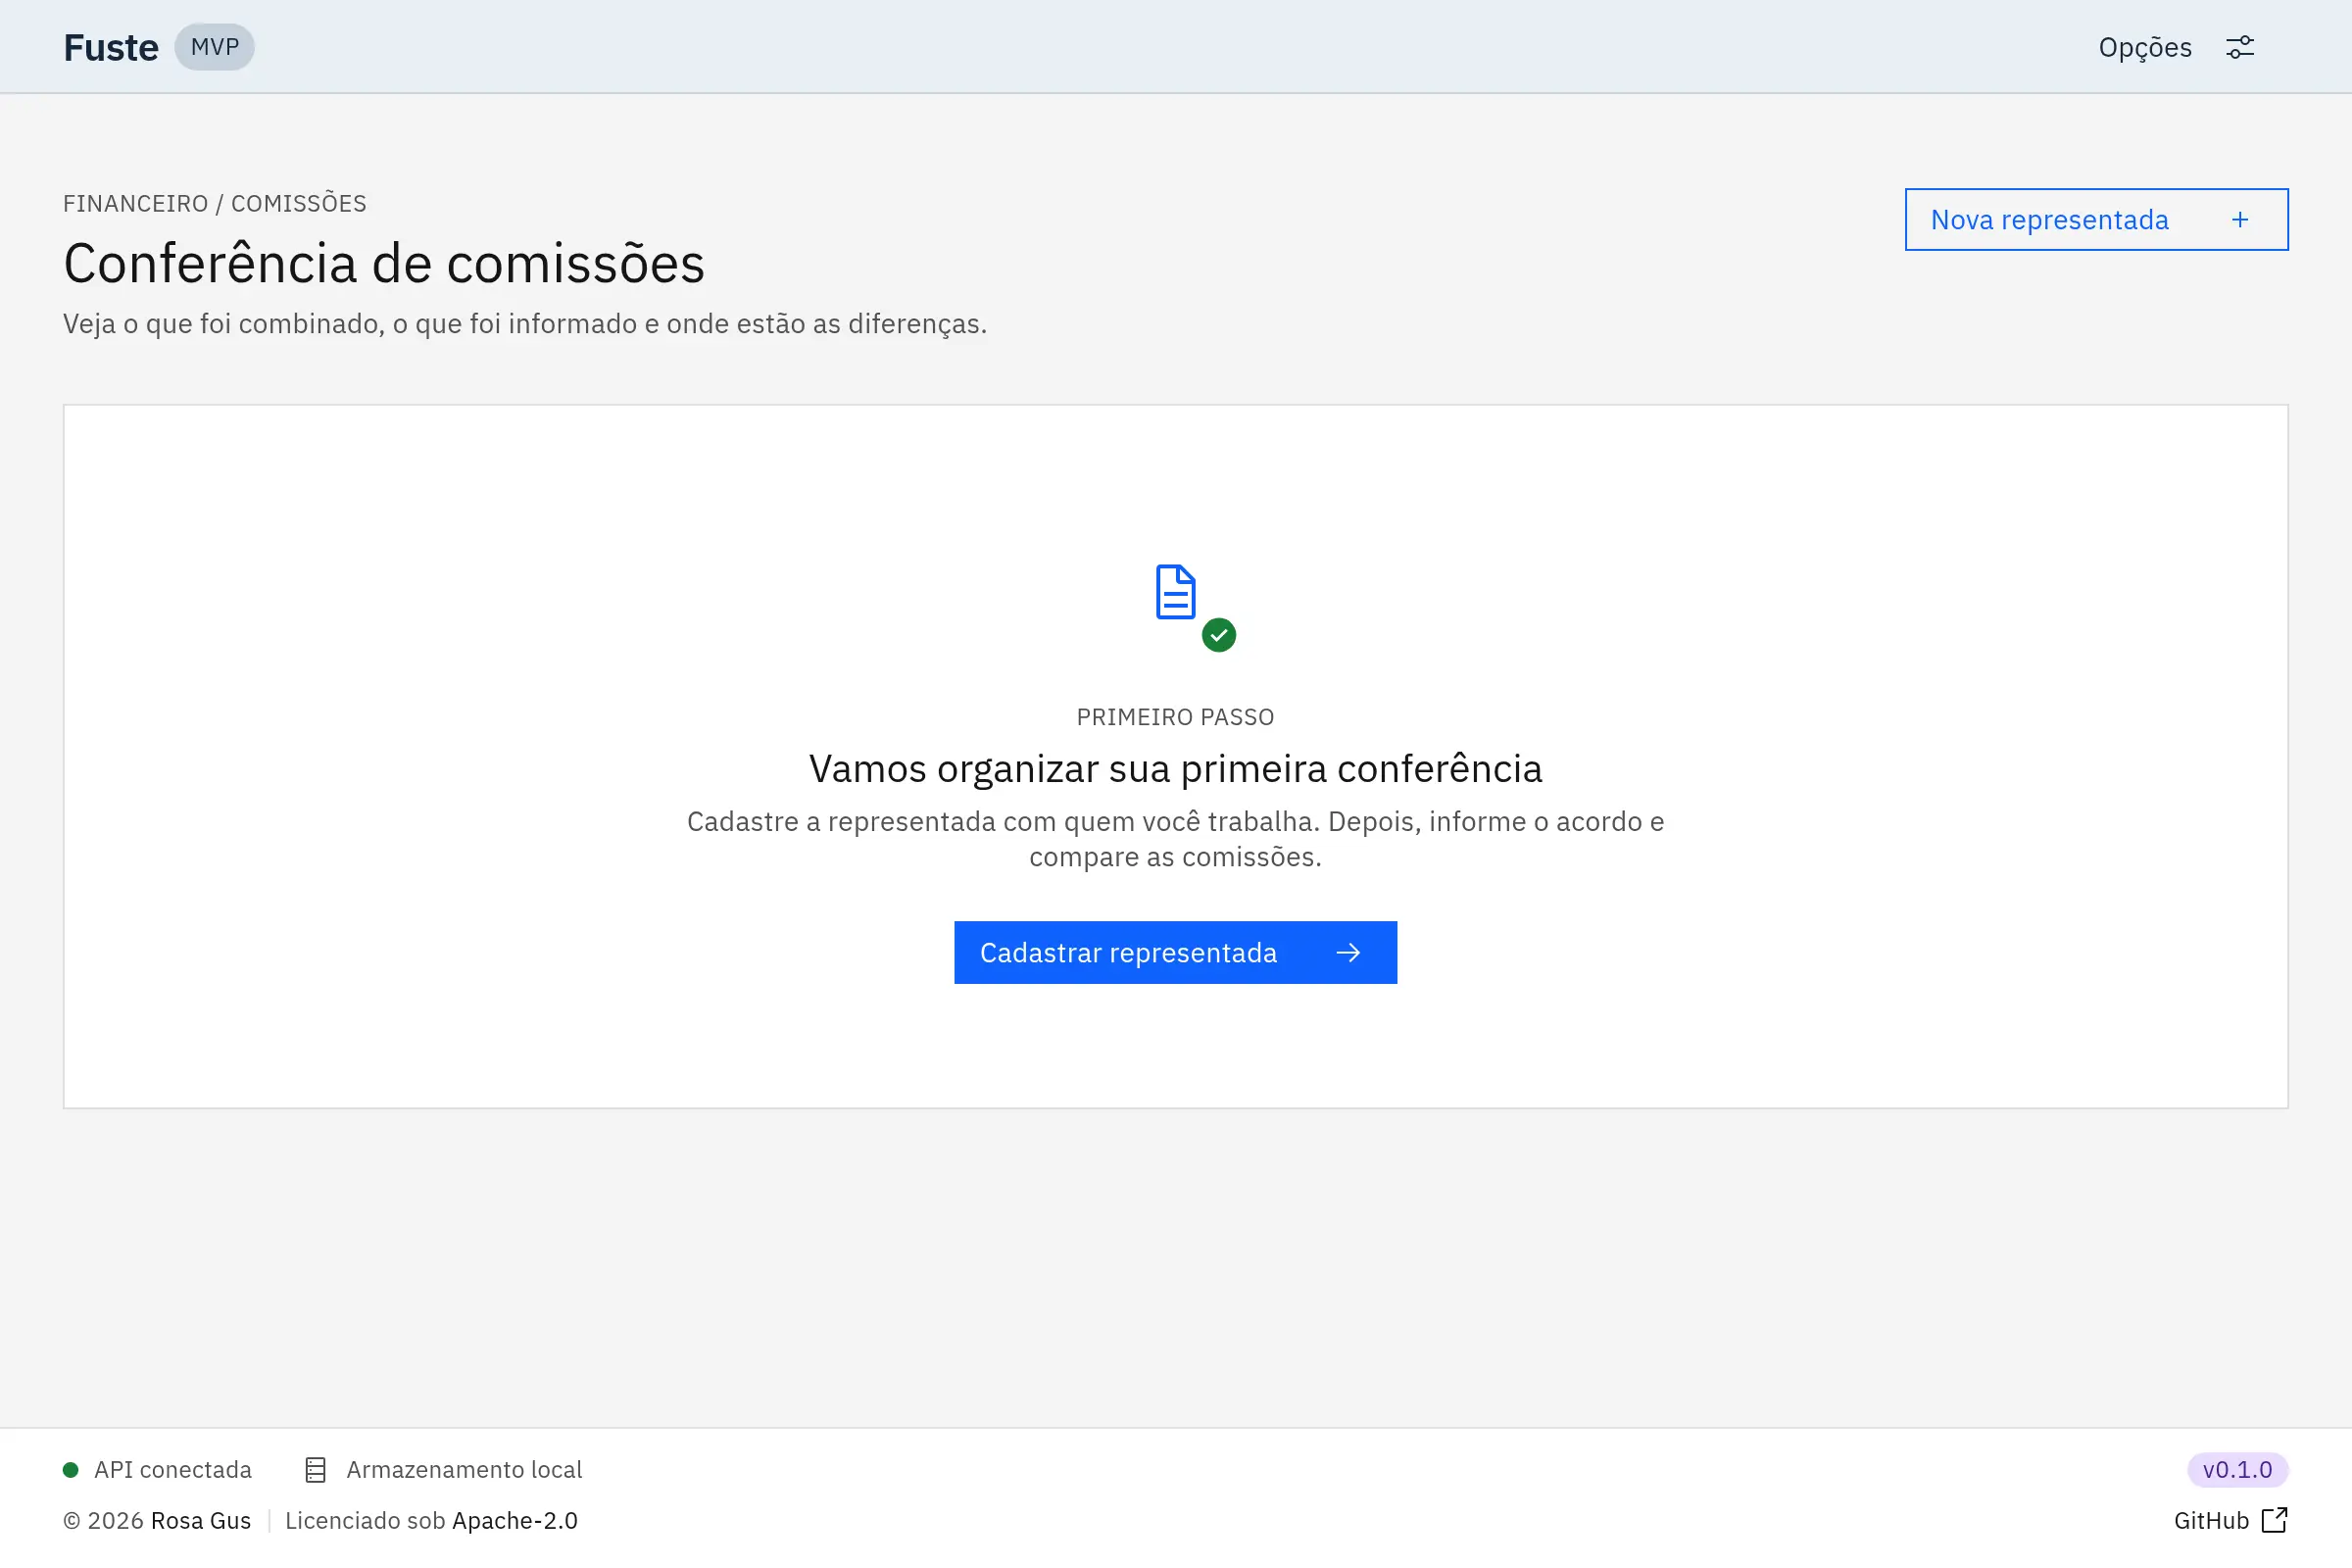 Fuste MVP
Opções
FINANCEIRO / COMISSÕES
Conferência de comissões
Veja o que foi combinado, o que foi informado e onde estão as diferenças.
Nova representada +
PRIMEIRO PASSO
Vamos organizar sua primeira conferência
Cadastre a representada com quem você trabalha. Depois, informe o acordo e
compare as comissões.
Cadastrar representada
API conectada
Armazenamento local
v0.1.0
© 2026 Rosa Gus
Licenciado sob Apache-2.0
GitHub